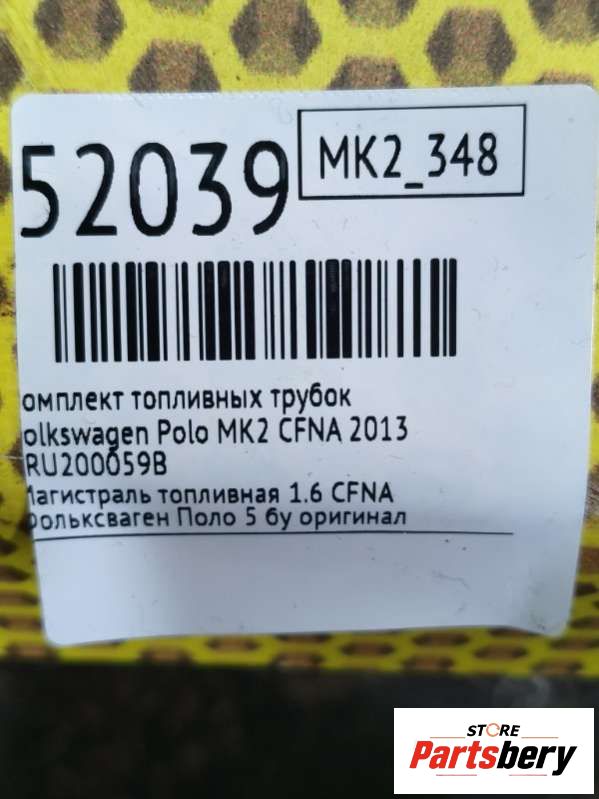 52039
MK2_348
омплект топливных трубок
olkswagen Polo MK2 CFNA 2013
RU200059B
Магистраль топливная 1.6 CFNA
Фольксваген Поло 5 бу оригинал
STORE
Partsbery